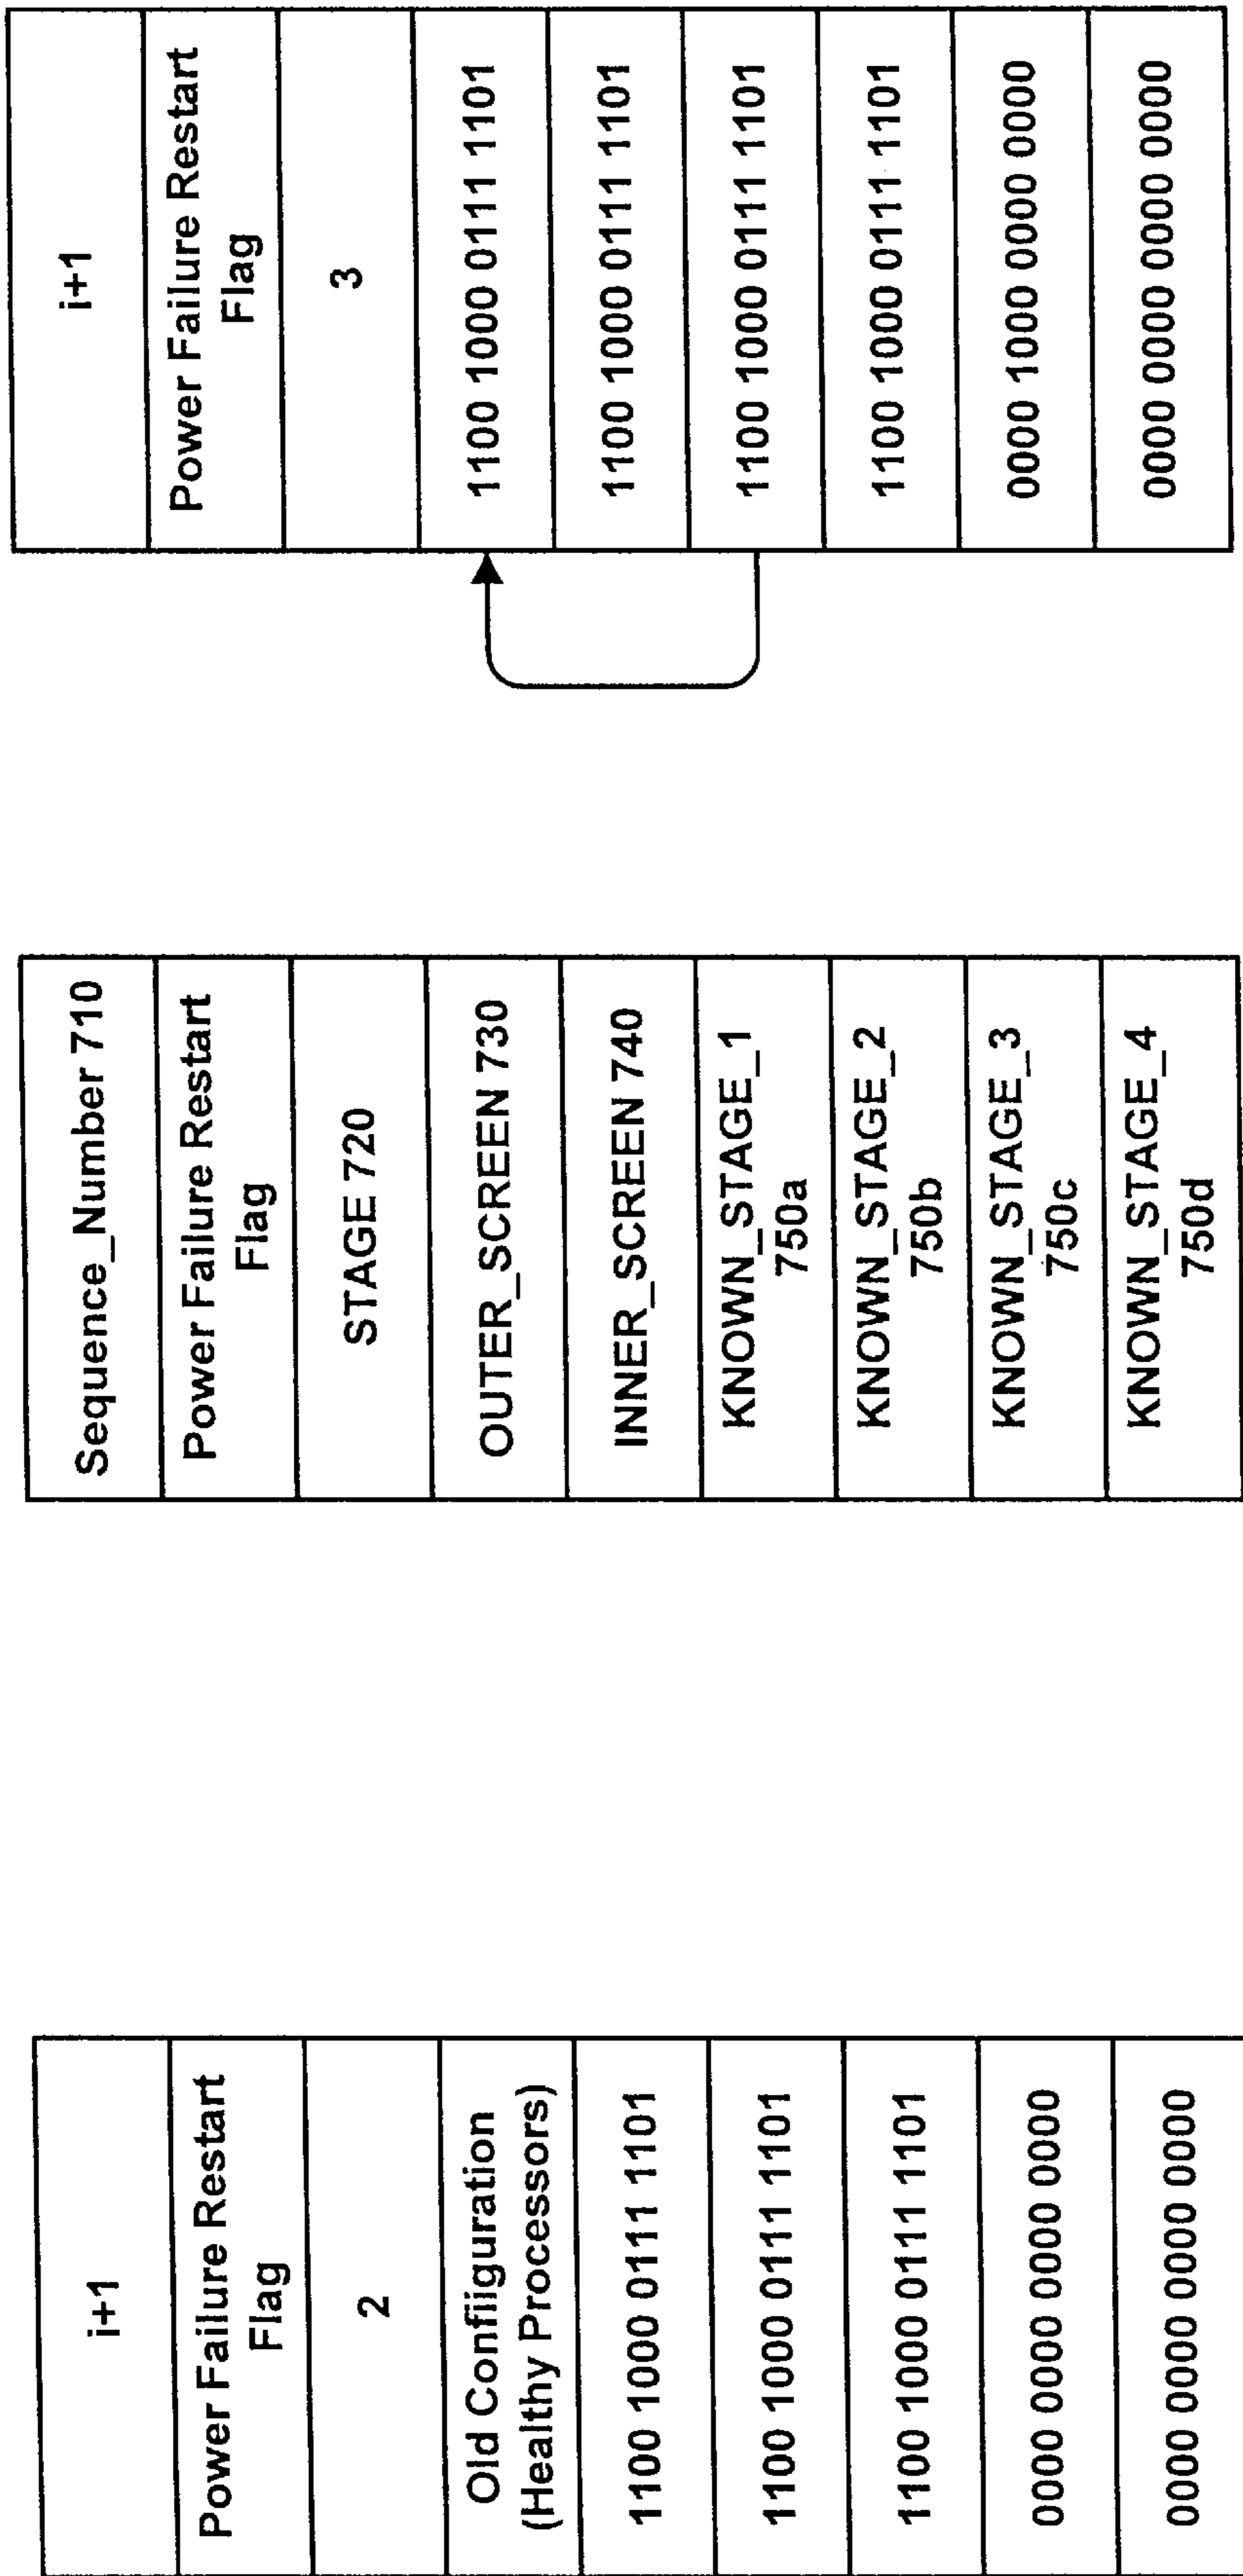 i+1
Power Failure Restart
Flag
2
Old Confiiguration
(Healthy Processors)
1100 1000 0111 1101
1100 1000 0111 1101
1100 1000 0111 1101
0000 0000 0000 0000
0000 0000 0000 0000
Sequence_Number 710
Power Failure Restart
Flag
STAGE 720
OUTER_SCREEN 730
INNER_SCREEN 740
KNOWN_STAGE_1
750a
KNOWN_STAGE_2
750b
KNOWN_STAGE_3
750c
KNOWN_STAGE_4
750d
i+1
Power Failure Restart
Flag
3
1100 1000 0111 1101
1100 1000 0111 1101
1100 1000 0111 1101
1100 1000 0111 1101
0000 1000 0000 0000
0000 0000 0000 0000